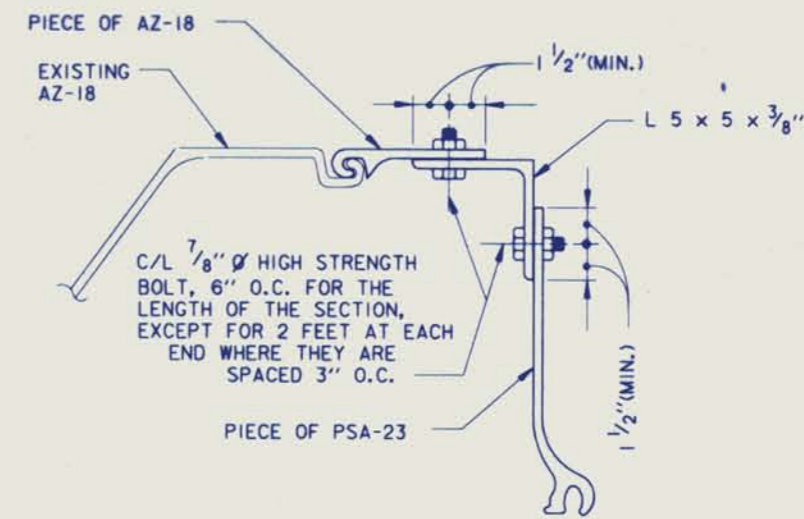 PIECE OF AZ-18
EXISTING
AZ-18
1 1/2"(MIN.)
L 5 x 5 x 3/8"
C/L 7/8" Ø HIGH STRENGTH
BOLT, 6" O.C. FOR THE
LENGTH OF THE SECTION,
EXCEPT FOR 2 FEET AT EACH
END WHERE THEY ARE
SPACED 3" O.C.
PIECE OF PSA-23
1 1/2"(MIN.)